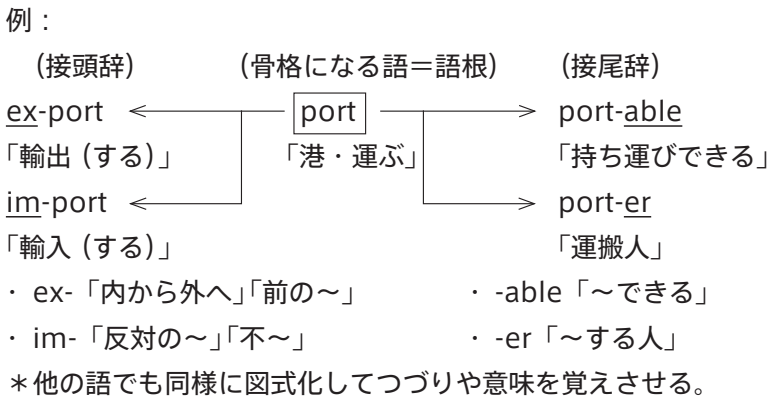 例：
（接頭辞） （骨格になる語＝語根） （接尾辞）
ex-port port port-able
「輸出（する）」 「港・運ぶ」 「持ち運びできる」
im-port port-er
「輸入（する）」 「運搬人」
・ ex-「内から外へ」「前の～」 ・ -able「～できる」
・ im-「反対の～」「不～」 ・ -er「～する人」
＊他の語でも同様に図式化してつづりや意味を覚えさせる。